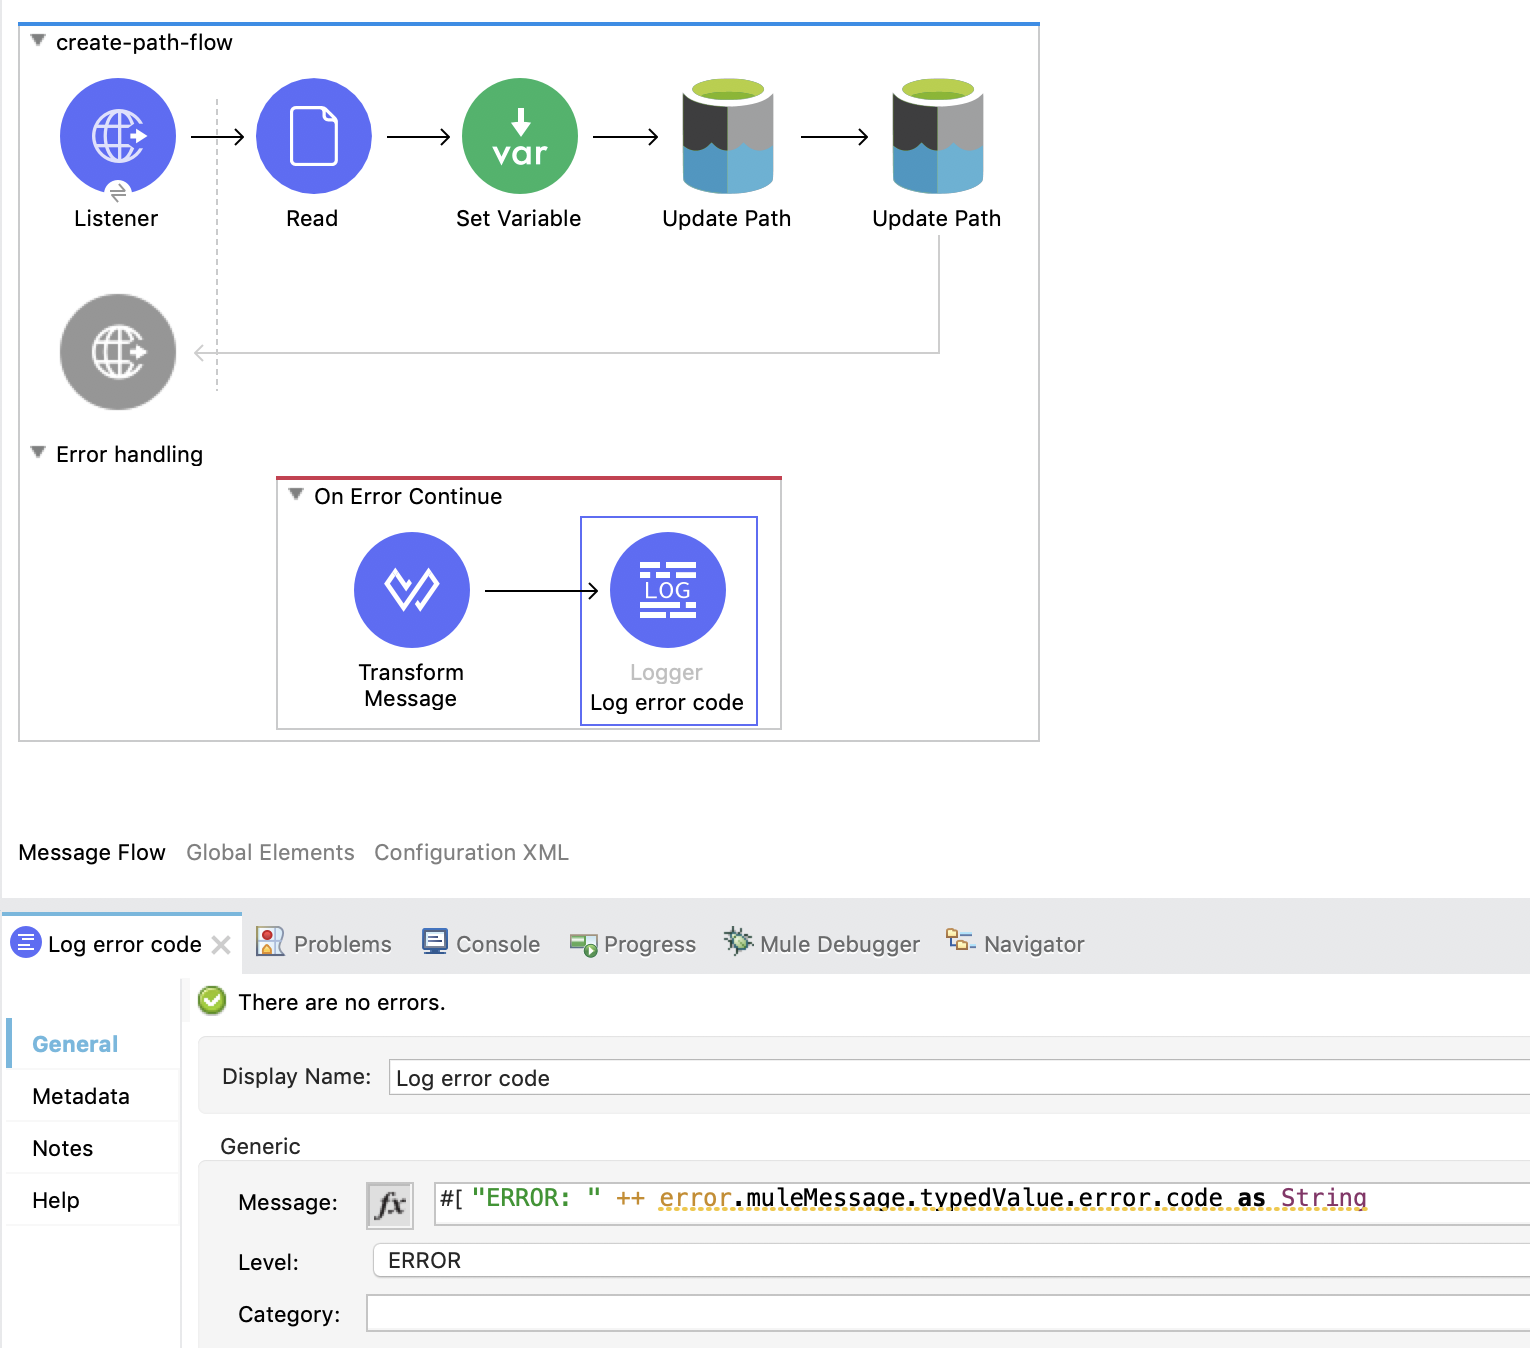 create-path-flow
var
Listener
Read
Set Variable
Update Path
Update Path
Error handling
On Error Continue
LOG
Transform
Message
Logger
Log error code
Message Flow
Global Elements
Configuration XML
Log error code
Problems
Console
Progress
Mule Debugger
Navigator
There are no errors.
General
Metadata
Notes
Help
Display Name: Log error code
Generic
Message: fx #[ "ERROR: " ++ error.muleMessage.typedValue.error.code as String
Level: ERROR
Category: